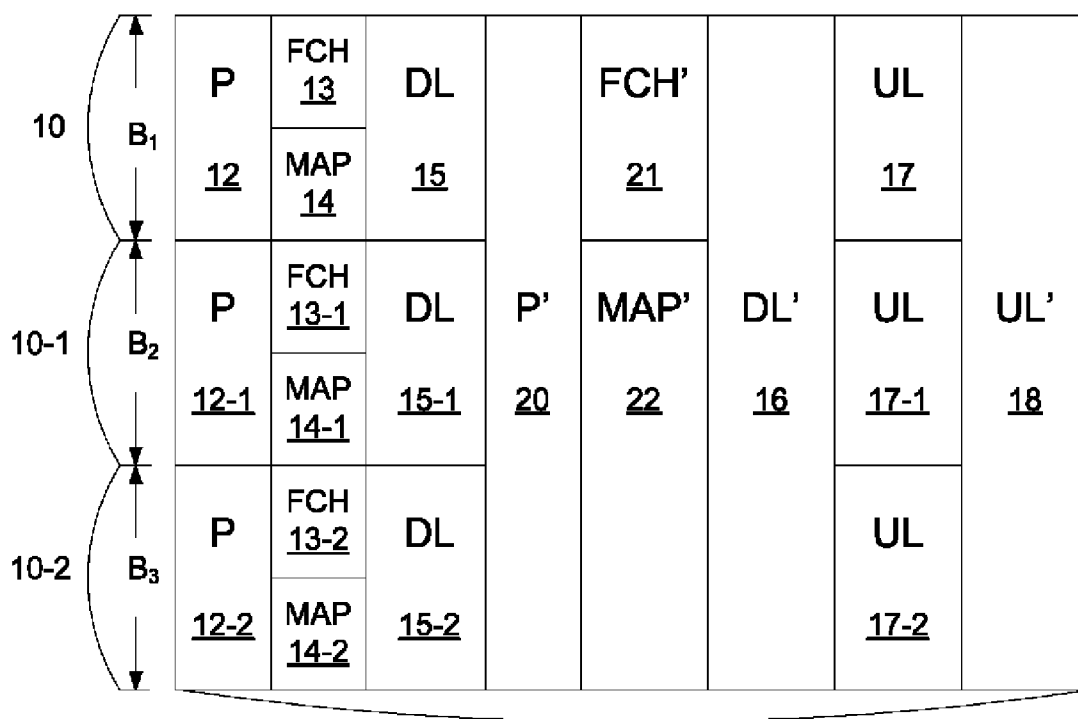 FCH
P 13 DL FCH’ UL
10 B₁
MAP
12 14 15 21 17
FCH
P 13-1 DL P’ MAP’ DL’ UL UL’
10-1 B₂
MAP
12-1 14-1 15-1 20 22 16 17-1 18
FCH
P 13-2 DL UL
10-2 B₃
MAP
12-2 14-2 15-2 17-2